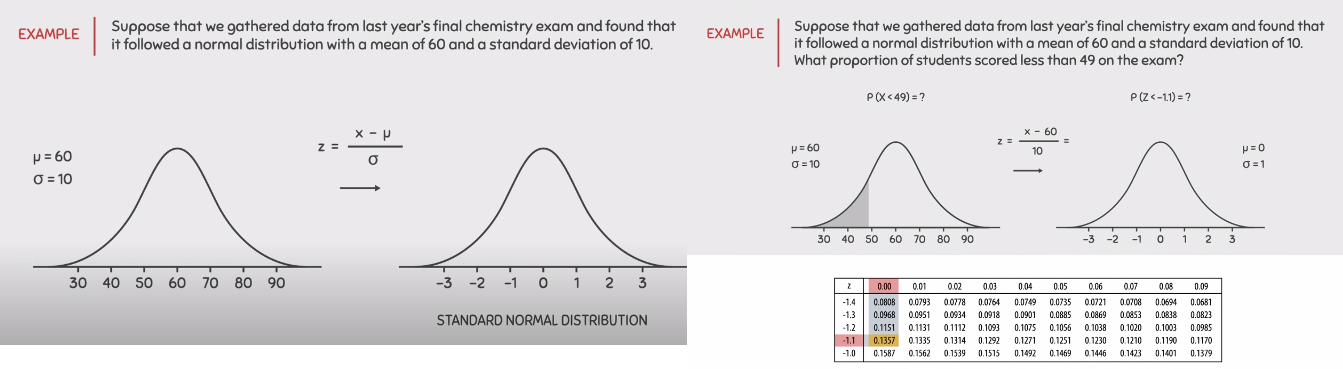 EXAMPLE
Suppose that we gathered data from last year's final chemistry exam and found that
it followed a normal distribution with a mean of 60 and a standard deviation of 10.
μ = 60
σ = 10
z = x − μ / σ
30 40 50 60 70 80 90
−3 −2 −1 0 1 2 3
STANDARD NORMAL DISTRIBUTION
EXAMPLE
Suppose that we gathered data from last year's final chemistry exam and found that
it followed a normal distribution with a mean of 60 and a standard deviation of 10.
What proportion of students scored less than 49 on the exam?
P (X < 49) = ?
P (Z < −1.1) = ?
μ = 60
σ = 10
z = x − 60 / 10 =
μ = 0
σ = 1
30 40 50 60 70 80 90
−3 −2 −1 0 1 2 3
z 0.00 0.01 0.02 0.03 0.04 0.05 0.06 0.07 0.08 0.09
-1.4 0.0808 0.0793 0.0778 0.0764 0.0749 0.0735 0.0721 0.0708 0.0694 0.0681
-1.3 0.0968 0.0951 0.0934 0.0918 0.0901 0.0885 0.0869 0.0853 0.0838 0.0823
-1.2 0.1151 0.1131 0.1112 0.1093 0.1075 0.1056 0.1038 0.1020 0.1003 0.0985
-1.1 0.1357 0.1335 0.1314 0.1292 0.1271 0.1251 0.1230 0.1210 0.1190 0.1170
-1.0 0.1587 0.1562 0.1539 0.1515 0.1492 0.1469 0.1446 0.1423 0.1401 0.1379